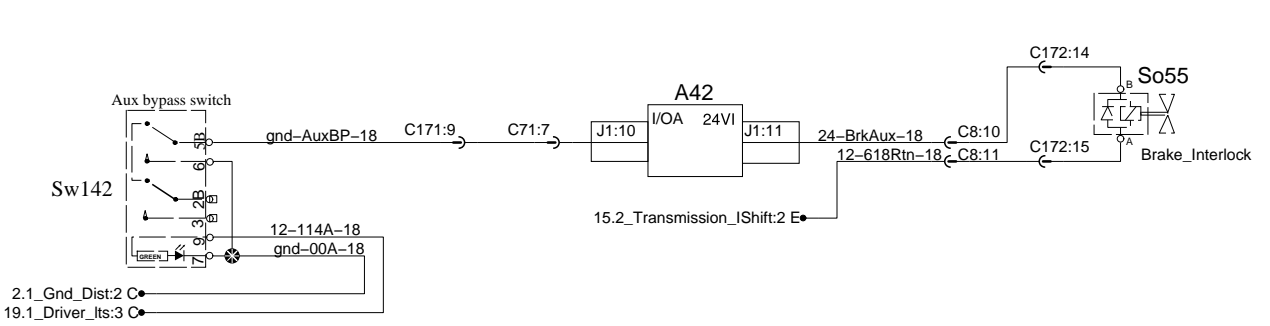 C172:14
So55
B
A42
Aux bypass switch
I/OA
24VI
5B
gnd-AuxBP-18
C171:9
C71:7
J1:10
J1:11
24-BrkAux-18
C8:10
A
12-618Rtn-18
C8:11
C172:15
Brake_Interlock
6
Sw142
2B
15.2_Transmission_IShift:2 E
3
12-114A-18
9
gnd-00A-18
GREEN
7
2.1_Gnd_Dist:2 C
19.1_Driver_lts:3 C